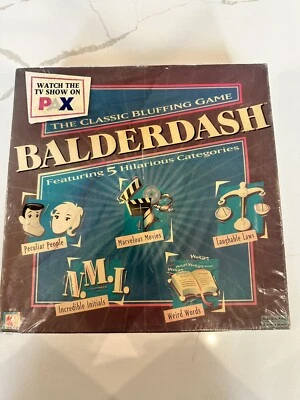 WATCH THE
TV SHOW ON
PAX
THE CLASSIC BLUFFING GAME
BALDERDASH
Featuring 5 Hilarious Categories
Peculiar People
Marvelous Movies
Laughable Laws
N.M.I.
Incredible Initials
Weird Words